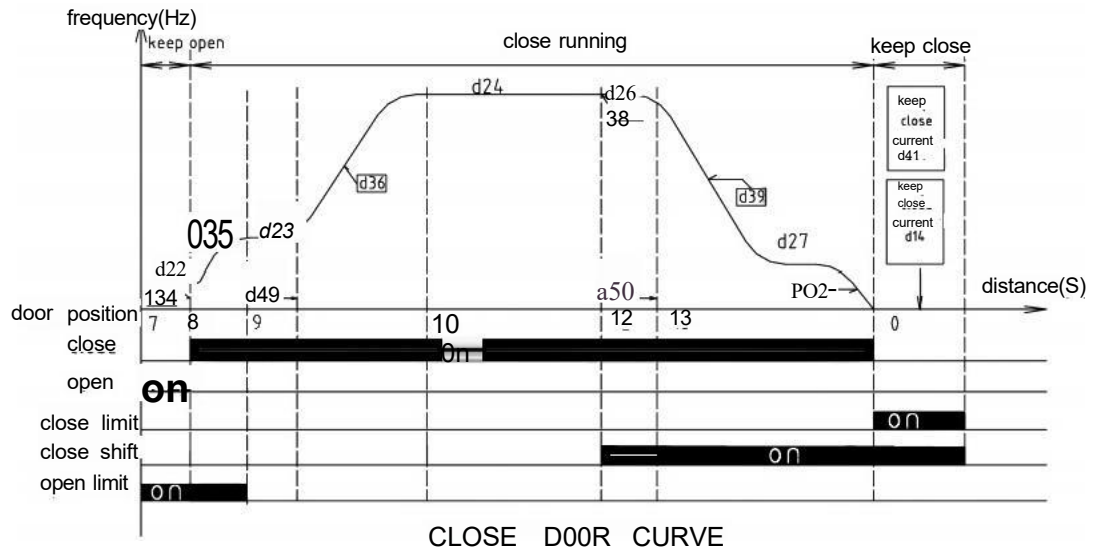 frequency(Hz)
keep open
close running
keep close
d24
d26
38
keep
close
current
d41
d36
d39
keep
close
current
d14
035
d23
d27
d22
134
d49
a50
PO2
distance(S)
door position
7 8 9 10 12 13 0
close
0n
open
on
close limit
on
close shift
on
open limit
on
CLOSE D00R CURVE